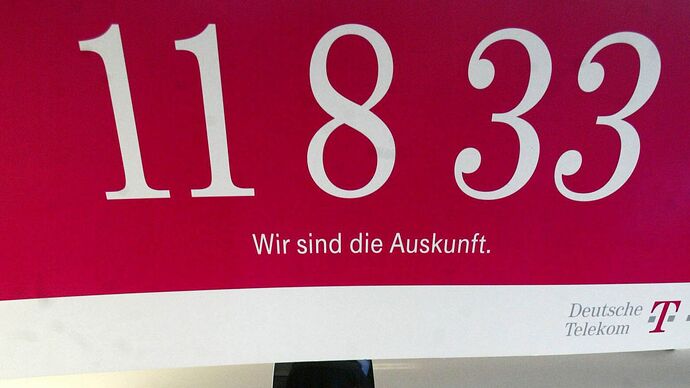 11 8 33
Wir sind die Auskunft.
Deutsche
Telekom
T